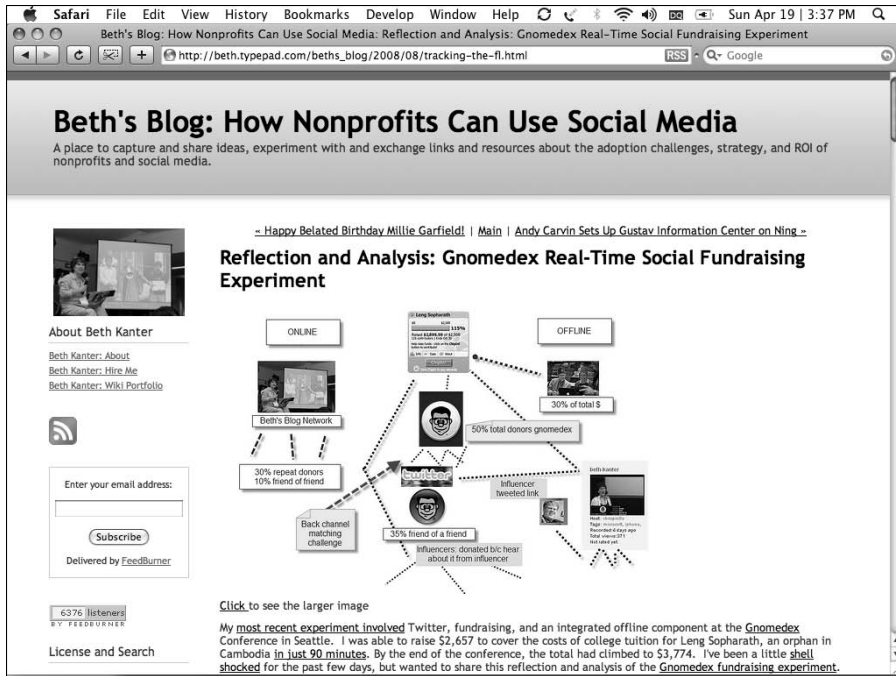 Safari File Edit View History Bookmarks Develop Window Help Sun Apr 19 | 3:37 PM
Beth's Blog: How Nonprofits Can Use Social Media: Reflection and Analysis: Gnomedex Real-Time Social Fundraising Experiment
http://beth.typepad.com/beths_blog/2008/08/tracking-the-fl.html RSS Google
Beth's Blog: How Nonprofits Can Use Social Media
A place to capture and share ideas, experiment with and exchange links and resources about the adoption challenges, strategy, and ROI of
nonprofits and social media.
« Happy Belated Birthday Millie Garfield! | Main | Andy Carvin Sets Up Gustav Information Center on Ning »
Reflection and Analysis: Gnomedex Real-Time Social Fundraising
Experiment
About Beth Kanter
Beth Kanter: About
Beth Kanter: Hire Me
Beth Kanter: Wiki Portfolio
Enter your email address:
Subscribe
Delivered by FeedBurner
6376 listeners
BY FEEDBURNER
License and Search
ONLINE
Leng Sopharath
115%
OFFLINE
Beth's Blog Network
30% of total $
50% total donors gnomedex
30% repeat donors
10% friend of friend
twitter
Influencer
tweeted link
beth kanter
Back channel
matching
challenge
35% friend of a friend
Influencers: donated b/c hear
about it from influencer
Click to see the larger image
My most recent experiment involved Twitter, fundraising, and an integrated offline component at the Gnomedex
Conference in Seattle. I was able to raise $2,657 to cover the costs of college tuition for Leng Sopharath, an orphan in
Cambodia in just 90 minutes. By the end of the conference, the total had climbed to $3,774. I've been a little shell
shocked for the past few days, but wanted to share this reflection and analysis of the Gnomedex fundraising experiment.